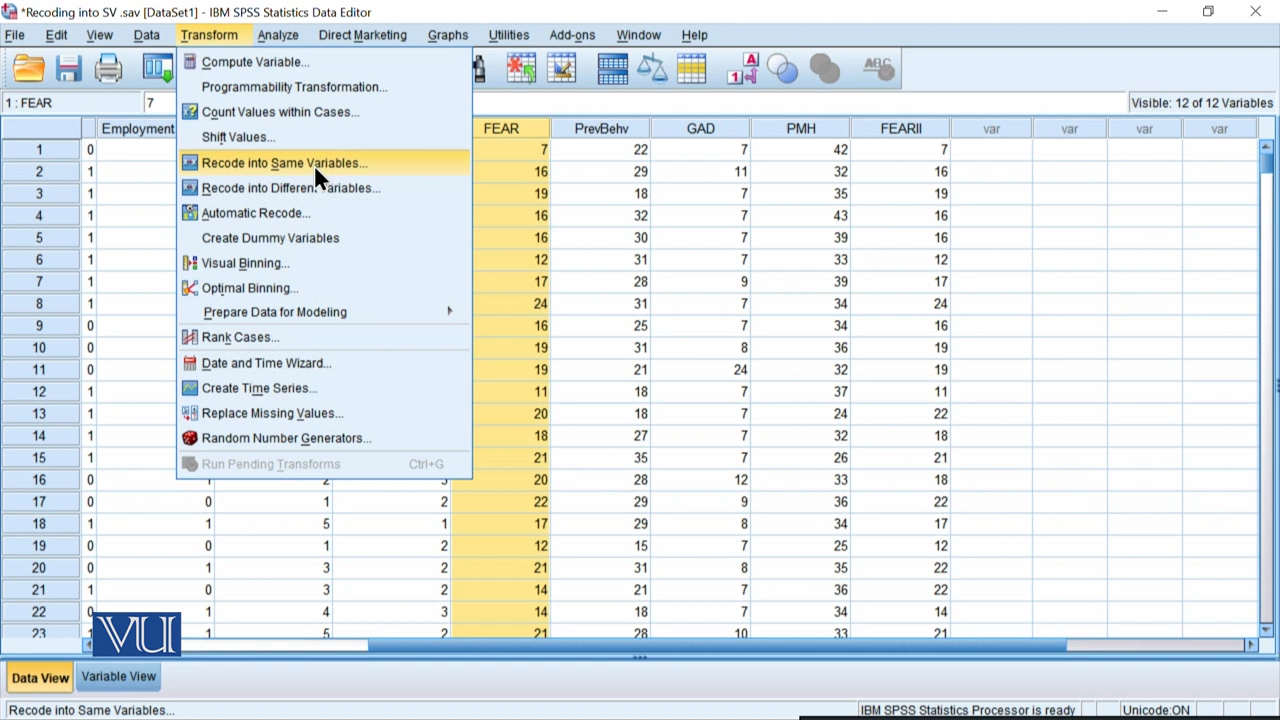 *Recoding into SV .sav [DataSet1] - IBM SPSS Statistics Data Editor
File Edit View Data Transform Analyze Direct Marketing Graphs Utilities Add-ons Window Help
1 : FEAR 7 Visible: 12 of 12 Variables
Employment FEAR PrevBehv GAD PMH FEARII var var var var
Compute Variable...
Programmability Transformation...
Count Values within Cases...
Shift Values...
Recode into Same Variables...
Recode into Different Variables...
Automatic Recode...
Create Dummy Variables
Visual Binning...
Optimal Binning...
Prepare Data for Modeling
Rank Cases...
Date and Time Wizard...
Create Time Series...
Replace Missing Values...
Random Number Generators...
Run Pending Transforms Ctrl+G
1 0 7 22 7 42 7
2 1 16 29 11 32 16
3 1 19 18 7 35 19
4 1 16 32 7 43 16
5 1 16 30 7 39 16
6 1 12 31 7 33 12
7 1 17 28 9 39 17
8 1 24 31 7 34 24
9 0 16 25 7 34 16
10 0 19 31 8 36 19
11 0 19 21 24 32 19
12 1 11 18 7 37 11
13 1 20 18 7 24 22
14 1 18 27 7 32 18
15 1 21 35 7 26 21
16 0 1 2 3 20 28 12 33 18
17 0 0 1 2 22 29 9 36 22
18 1 1 5 1 17 29 8 34 17
19 0 0 1 2 12 15 7 25 12
20 0 1 3 2 21 31 8 35 22
21 1 0 3 2 14 21 7 36 14
22 0 1 4 3 14 18 7 34 14
23 1 1 5 2 21 28 10 33 21
VU
Data View Variable View
Recode into Same Variables... IBM SPSS Statistics Processor is ready Unicode:ON